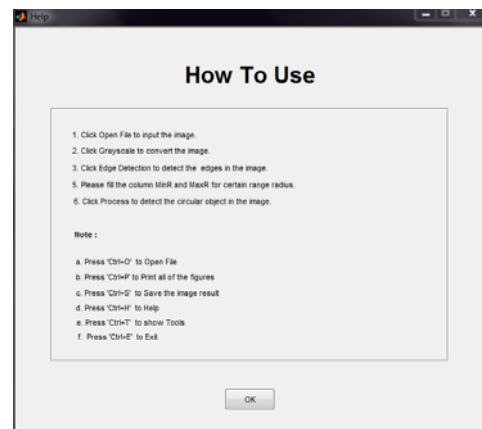 Help
How To Use
1. Click Open File to input the image.
2. Click Grayscale to convert the image.
3. Click Edge Detection to detect the  edges in the image.
5. Please fill the column MinR and MaxR for certain range radius.
6. Click Process to detect the circular object in the image.
Note :
a. Press 'Ctrl+O'  to Open File
b. Press 'Ctrl+P' to Print all of the figures
c. Press 'Ctrl+S'  to Save the image result
d. Press 'Ctrl+H'  to Help
e. Press 'Ctrl+T'  to show Tools
f.  Press 'Ctrl+E'  to Exit
OK